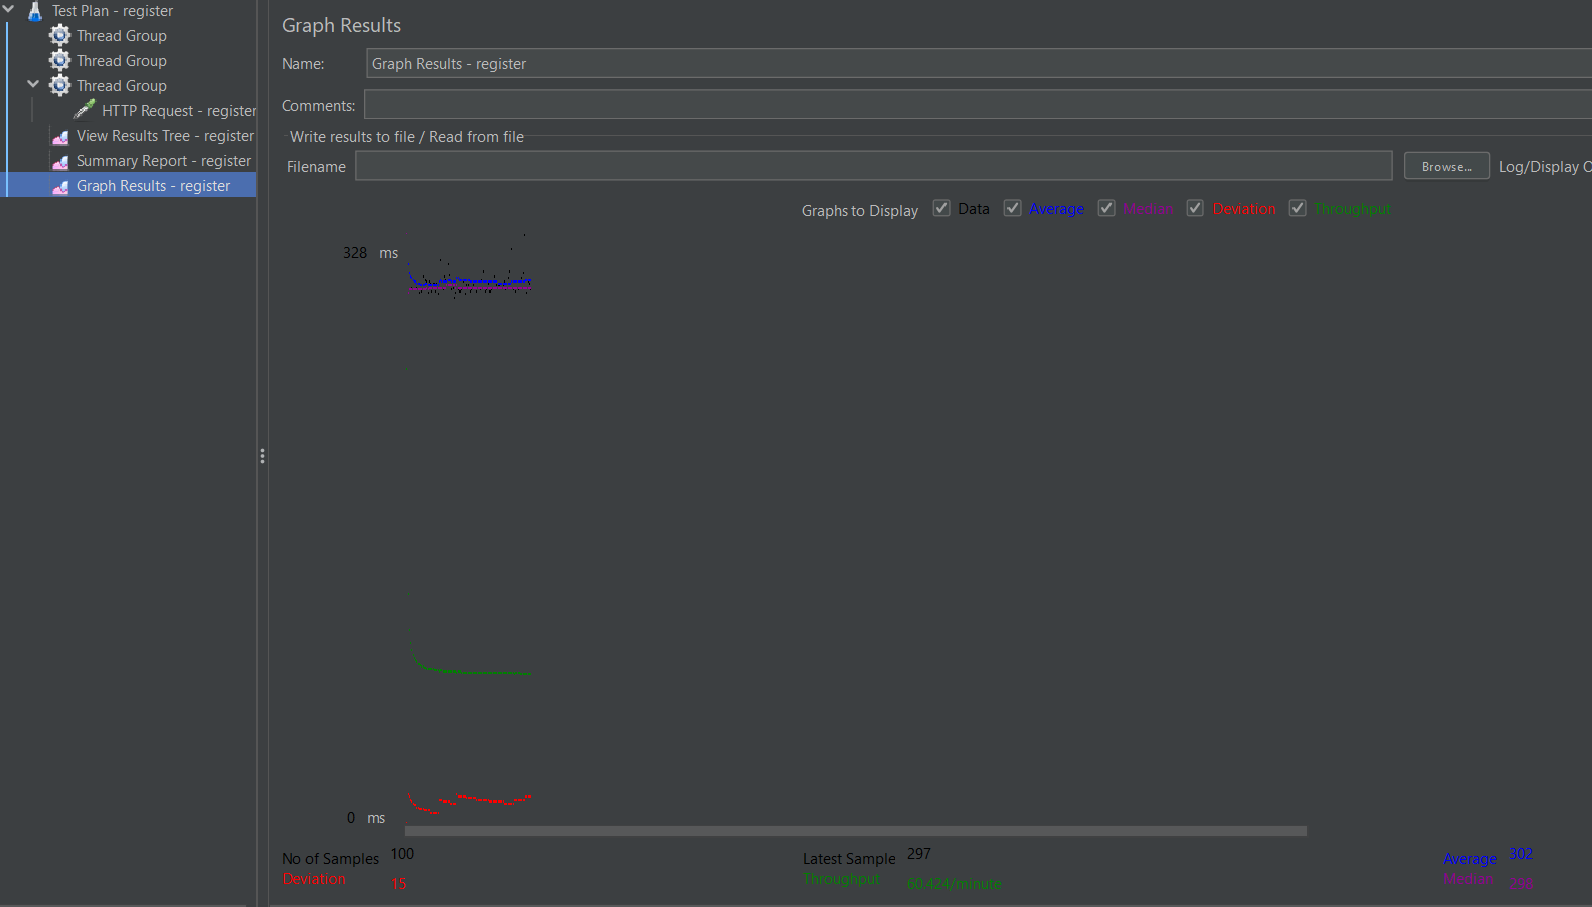 Test Plan - register
Thread Group
Thread Group
Thread Group
HTTP Request - register
View Results Tree - register
Summary Report - register
Graph Results - register
Graph Results
Name: Graph Results - register
Comments:
Write results to file / Read from file
Filename Browse... Log/Display O
Graphs to Display Data Average Median Deviation Throughput
328 ms
0 ms
No of Samples 100 Latest Sample 297 Average 302
Deviation 15 Throughput 60.424/minute Median 296